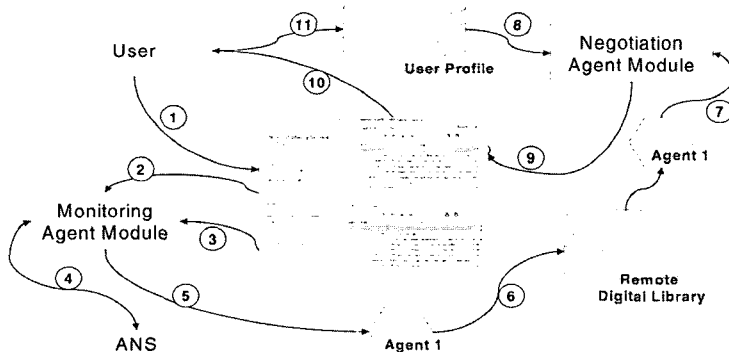 11
8
User
Negotiation
Agent Module
User Profile
10
1
7
9
Agent 1
2
Monitoring
Agent Module
3
4
5
6
Remote
Digital Library
ANS
Agent 1